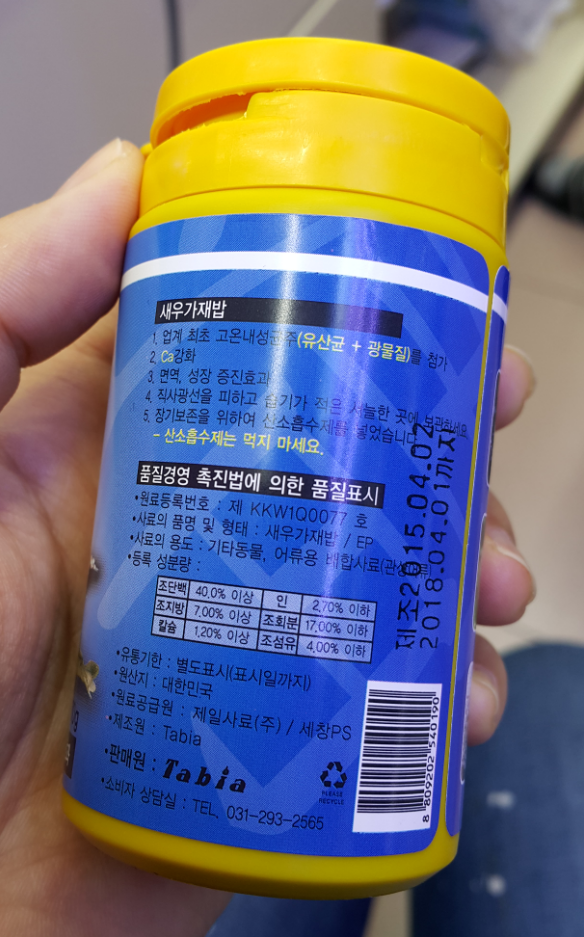 새우가재밥
1. 업계 최초 고온내성균주(유산균 + 광물질)를 첨가
2. Ca강화
3. 면역, 성장 증진효과
4. 직사광선을 피하고 습기가 적은 서늘한 곳에 보관하세요.
5. 장기보존을 위하여 산소흡수제를 넣었습니다.
- 산소흡수제는 먹지 마세요.
품질경영 촉진법에 의한 품질표시
•원료등록번호 : 제 KKW1Q0077 호
•사료의 품명 및 형태 : 새우가재밥 / EP
•사료의 용도 : 기타동물, 어류용 배합사료(관상어류)
•등록 성분량 :
조단백 40.0% 이상 인 2.70% 이하
조지방 7.00% 이상 조회분 17.00% 이하
칼슘 1.20% 이상 조섬유 4.00% 이하
•유통기한 : 별도표시(표시일까지)
•원산지 : 대한민국
•원료공급원 : 제일사료(주) / 세창PS
•제조원 : Tabia
•판매원 : Tabia
•소비자 상담실 : TEL. 031-293-2565
PLEASE
RECYCLE
제조2015.04.02
2018.04.01까지
8 809202 540190